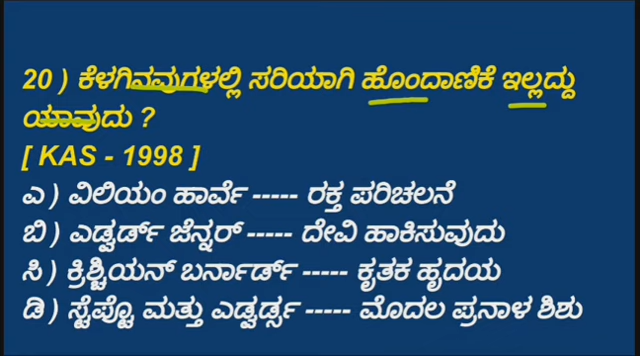 20 ) ಕೆಳಗಿನವುಗಳಲ್ಲಿ ಸರಿಯಾಗಿ ಹೊಂದಾಣಿಕೆ ಇಲ್ಲದ್ದು
ಯಾವುದು ?
[ KAS - 1998 ]
ಎ ) ವಿಲಿಯಂ ಹಾರ್ವೆ ----- ರಕ್ತ ಪರಿಚಲನೆ
ಬಿ ) ಎಡ್ವರ್ಡ್ ಜೆನ್ನರ್ ----- ದೇವಿ ಹಾಕಿಸುವುದು
ಸಿ ) ಕ್ರಿಶ್ಚಿಯನ್ ಬರ್ನಾರ್ಡ್ ----- ಕೃತಕ ಹೃದಯ
ಡಿ ) ಸ್ಟೆಪ್ಟೊ ಮತ್ತು ಎಡ್ವರ್ಡ್ಸ ----- ಮೊದಲ ಪ್ರನಾಳ ಶಿಶು